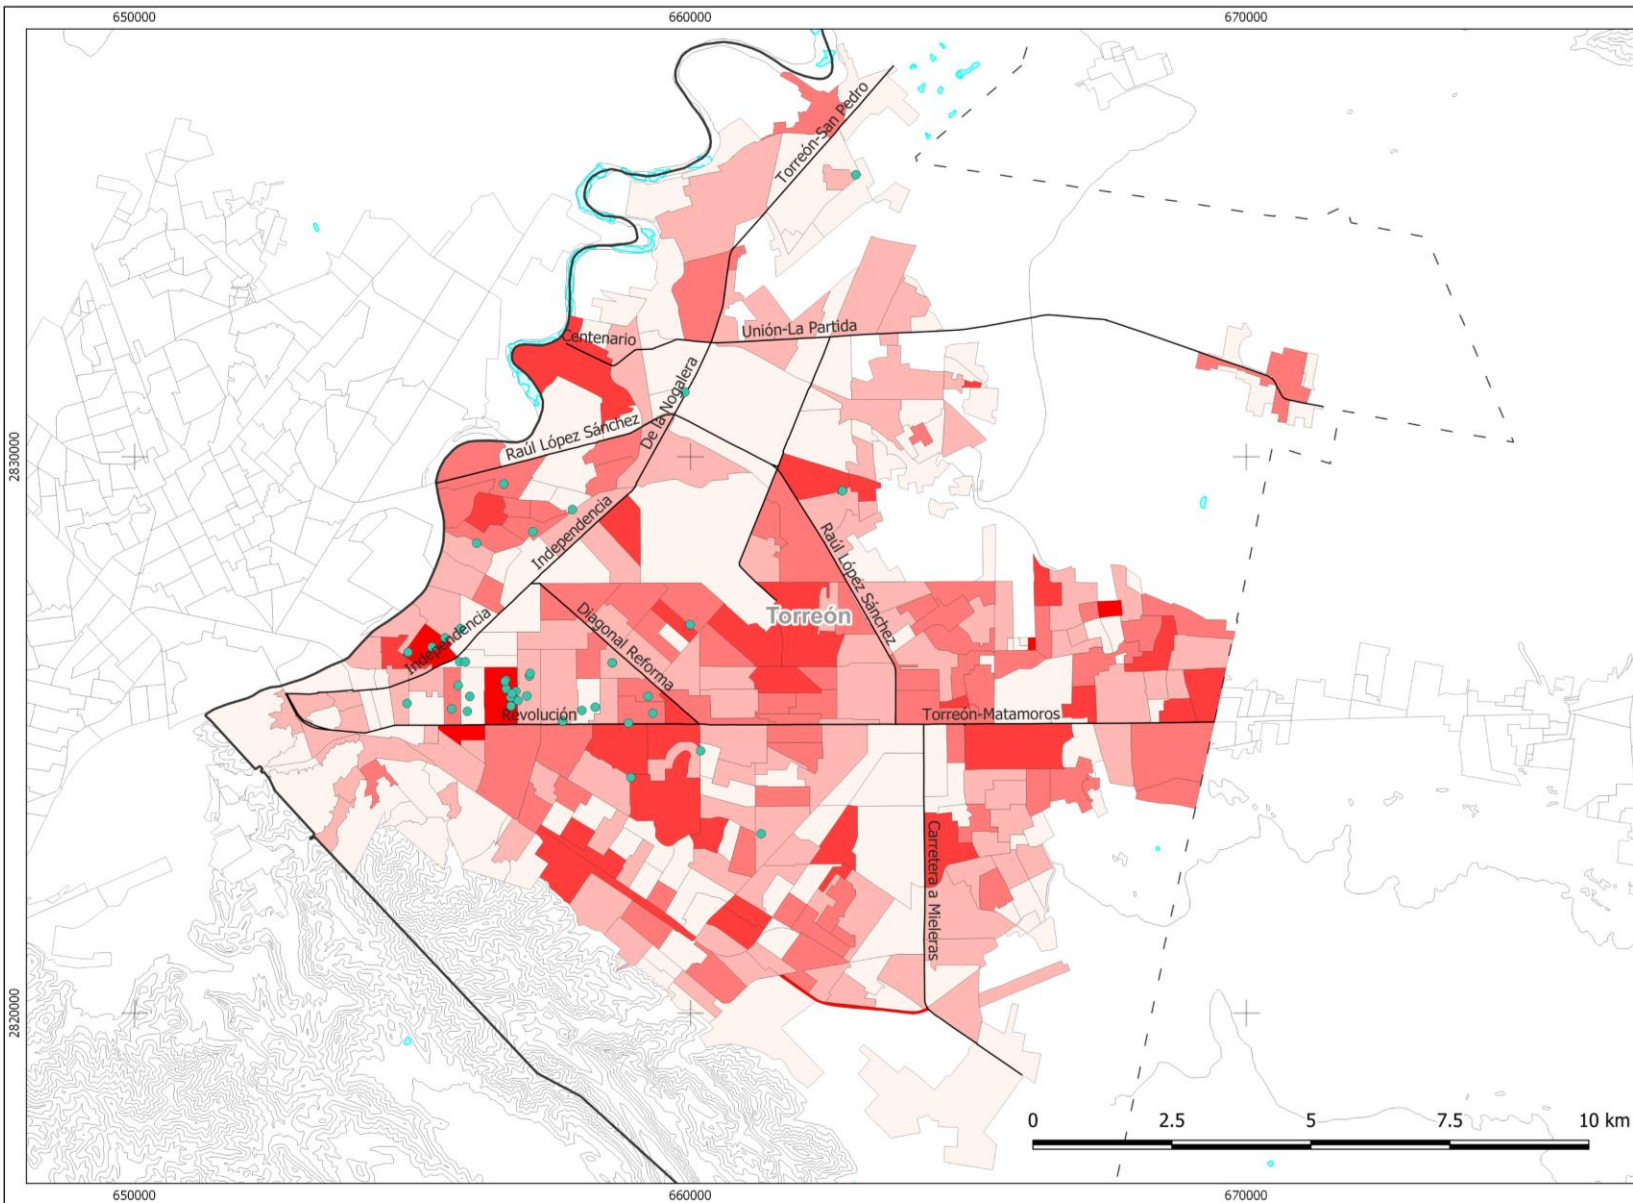 650000
660000
670000
Torreón-San Pedro
Unión-La Partida
Centenario
De la Nogalera
Raúl López Sánchez
2830000
Independencia
Raúl López Sánchez
Diagonal Reforma
Torreón
Independencia
Revolución
Torreón-Matamoros
Carretera a Mieleras
2820000
0 2.5 5 7.5 10 km
650000
660000
670000